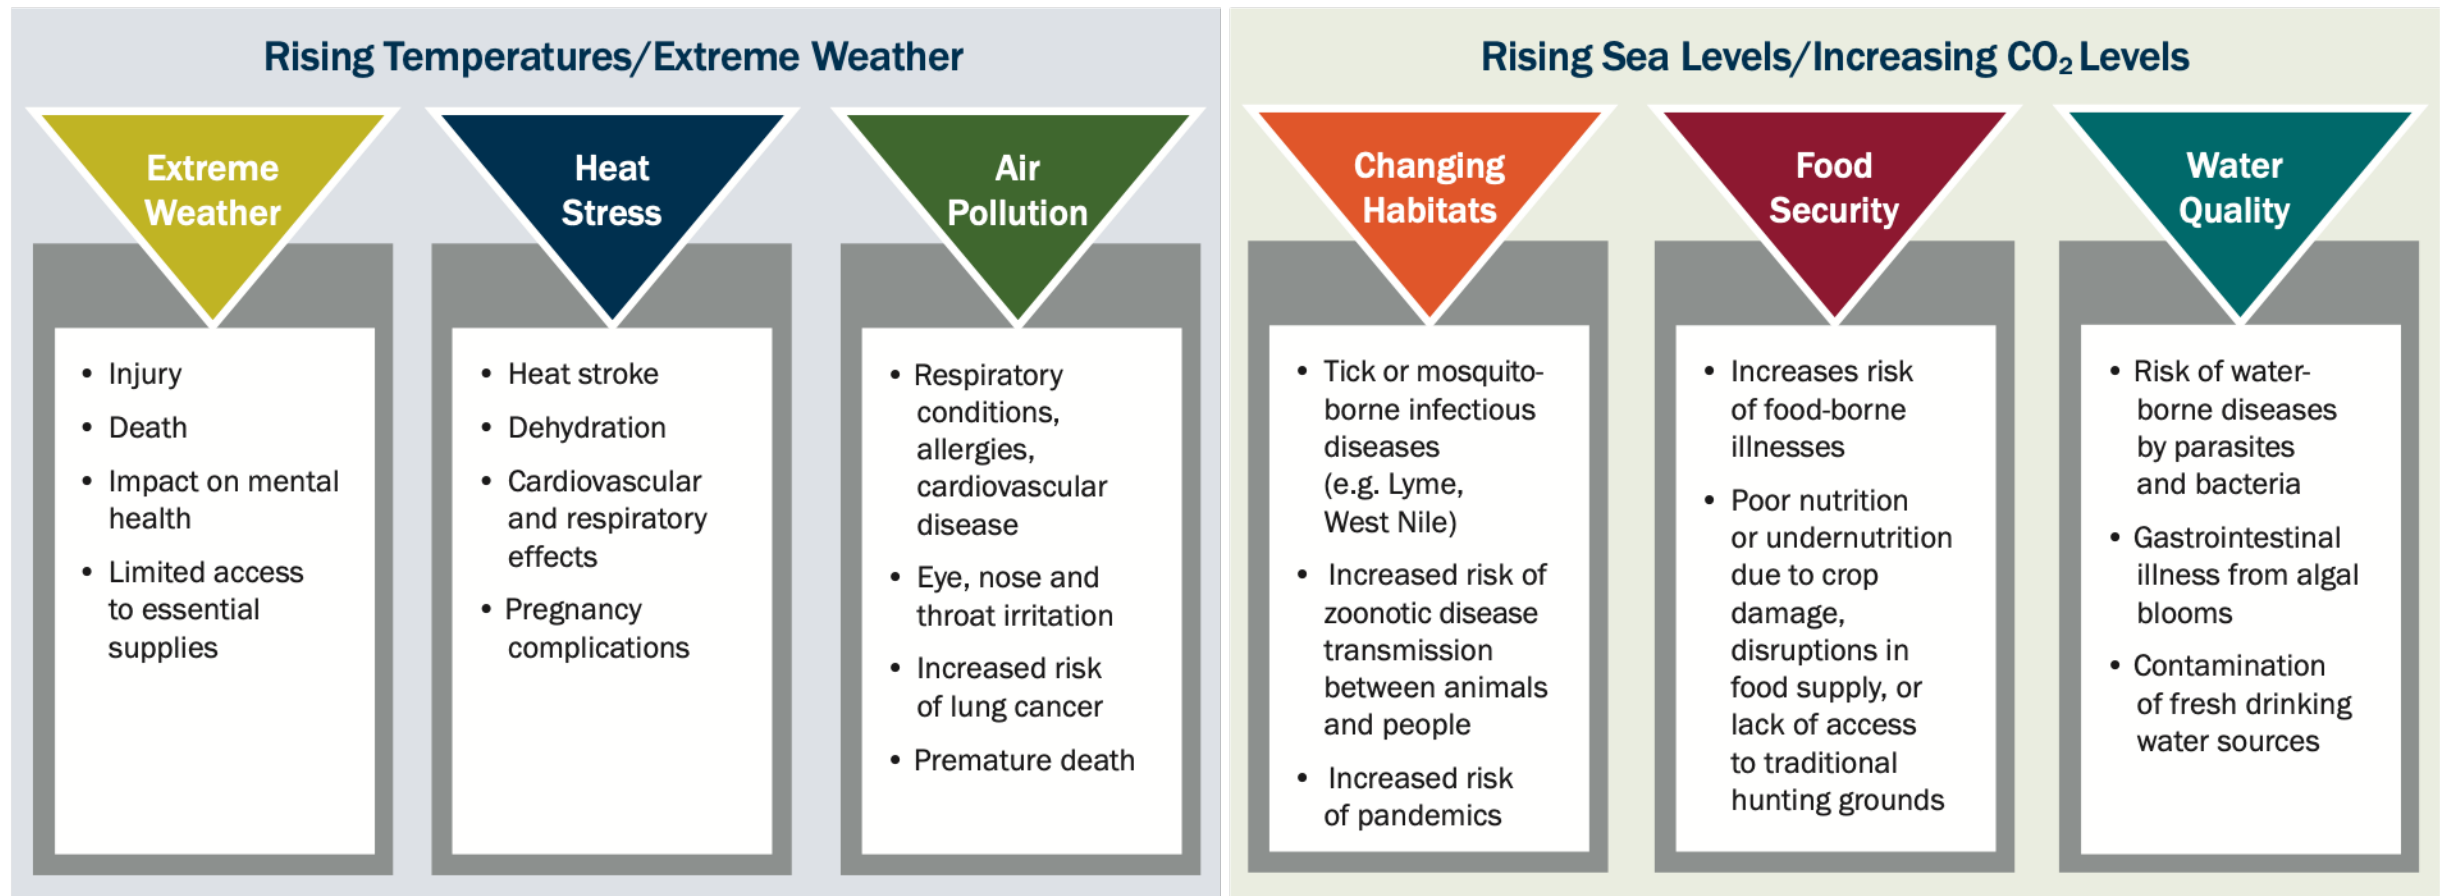 Rising Temperatures/Extreme Weather
Extreme
Weather
• Injury
• Death
• Impact on mental
health
• Limited access
to essential
supplies
Heat
Stress
• Heat stroke
• Dehydration
• Cardiovascular
and respiratory
effects
• Pregnancy
complications
Air
Pollution
• Respiratory
conditions,
allergies,
cardiovascular
disease
• Eye, nose and
throat irritation
• Increased risk
of lung cancer
• Premature death
Rising Sea Levels/Increasing CO₂ Levels
Changing
Habitats
• Tick or mosquito-
borne infectious
diseases
(e.g. Lyme,
West Nile)
• Increased risk of
zoonotic disease
transmission
between animals
and people
• Increased risk
of pandemics
Food
Security
• Increases risk
of food-borne
illnesses
• Poor nutrition
or undernutrition
due to crop
damage,
disruptions in
food supply, or
lack of access
to traditional
hunting grounds
Water
Quality
• Risk of water-
borne diseases
by parasites
and bacteria
• Gastrointestinal
illness from algal
blooms
• Contamination
of fresh drinking
water sources